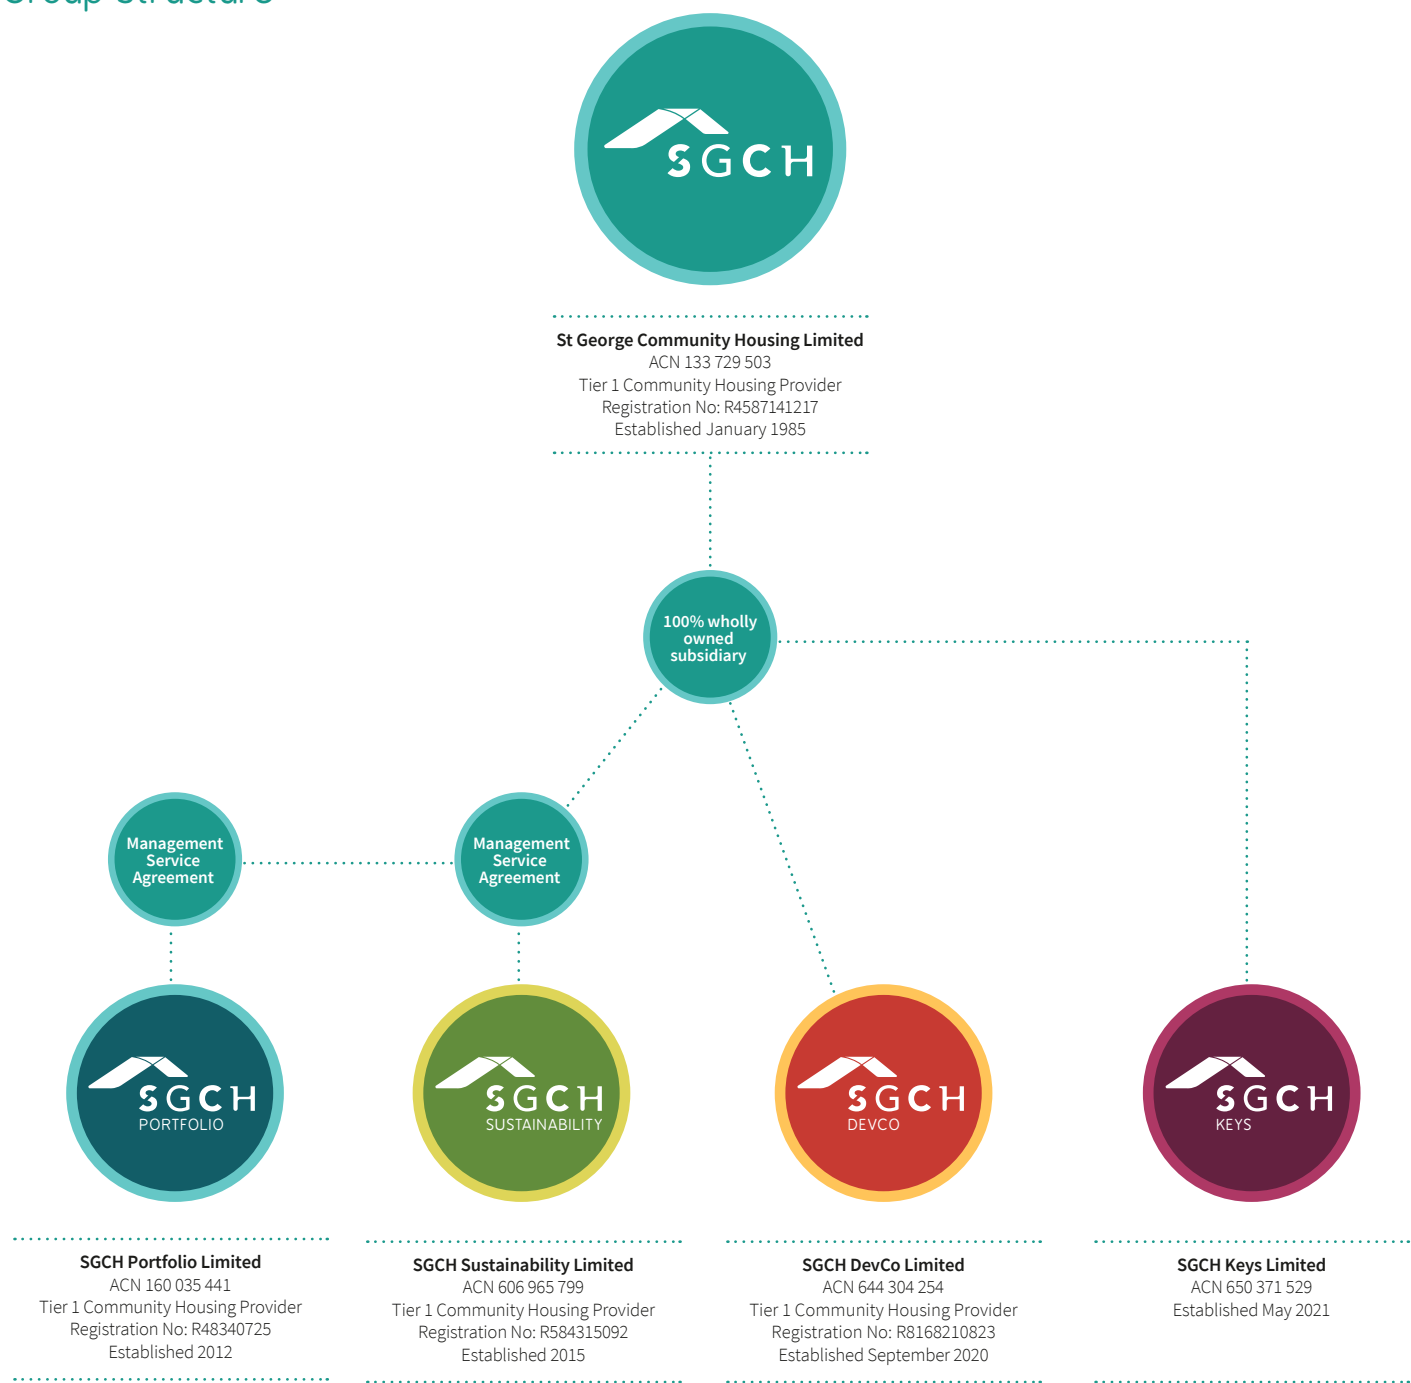 Group Structure
SGCH
St George Community Housing Limited
ACN 133 729 503
Tier 1 Community Housing Provider
Registration No: R4587141217
Established January 1985
100% wholly
owned
subsidiary
Management
Service
Agreement
Management
Service
Agreement
SGCH
PORTFOLIO
SGCH
SUSTAINABILITY
SGCH
DEVCO
SGCH
KEYS
SGCH Portfolio Limited
ACN 160 035 441
Tier 1 Community Housing Provider
Registration No: R48340725
Established 2012
SGCH Sustainability Limited
ACN 606 965 799
Tier 1 Community Housing Provider
Registration No: R584315092
Established 2015
SGCH DevCo Limited
ACN 644 304 254
Tier 1 Community Housing Provider
Registration No: R8168210823
Established September 2020
SGCH Keys Limited
ACN 650 371 529
Established May 2021